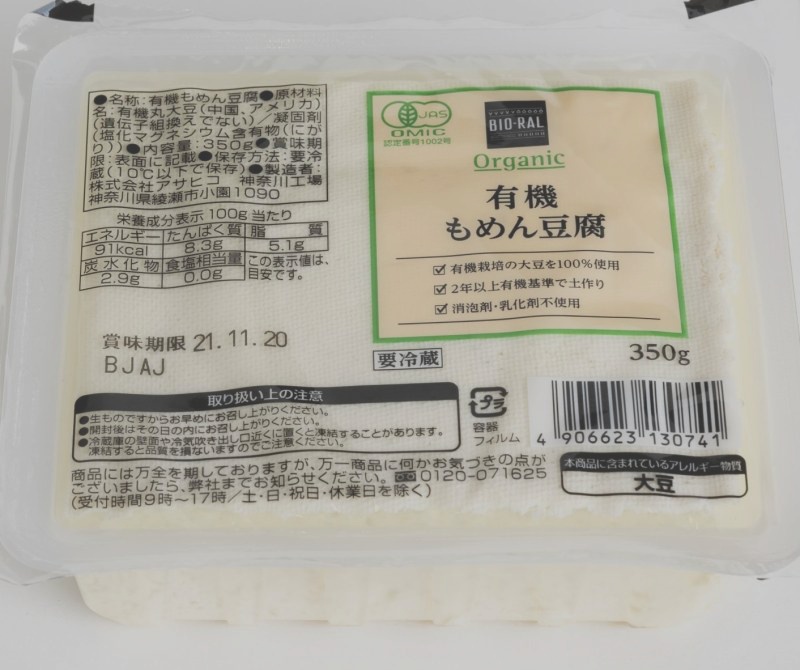 ●名称:有機もめん豆腐●原材料
名:有機丸大豆(中国、アメリカ)
(遺伝子組換えでない)/凝固剤
(塩化マグネシウム含有物(にが
り))●内容量:350g●賞味期
限:表面に記載●保存方法:要冷
蔵(10℃以下で保存)●製造者:
株式会社アサヒコ 神奈川工場
神奈川県綾瀬市小園1090
栄養成分表示 100g 当たり
エネルギー たんぱく質 脂質
91kcal 8.3g 5.1g
炭水化物 食塩相当量 この表示値は、
2.9g 0.0g 目安です。
賞味期限 21.11.20
BJAJ
JAS
OMIC
認定番号1002号
BIO-RAL
Organic
有機
もめん豆腐
有機栽培の大豆を100%使用
2年以上有機基準で土作り
消泡剤・乳化剤不使用
要冷蔵
350g
取り扱い上の注意
●生ものですからお早めにお召し上がりください。
●開封後はその日の内にお召し上がりください。
●冷蔵庫の壁面や冷気吹き出し口近くに置くと凍結することがあります。
凍結すると品質を損ないますのでご注意ください。
プラ
容器
フィルム
4 906623 130741
商品には万全を期しておりますが、万一商品に何かお気づきの点が
ございましたら、弊社までお知らせください。 0120-071625
(受付時間9時~17時/土・日・祝日・休業日を除く)
本商品に含まれているアレルギー物質
大豆